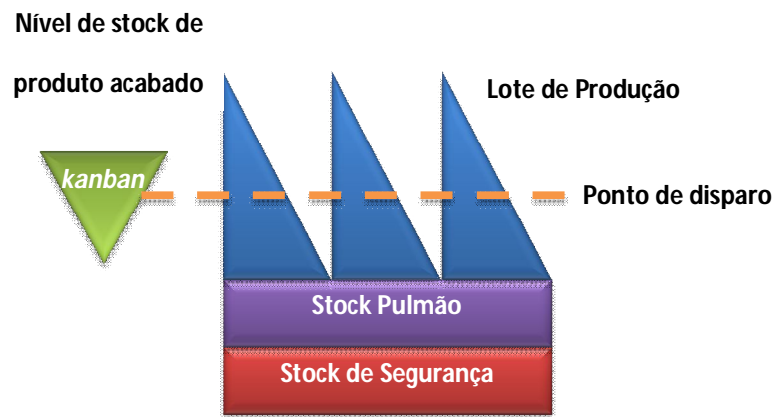 Nível de stock de
produto acabado
Lote de Produção
kanban
Ponto de disparo
Stock Pulmão
Stock de Segurança